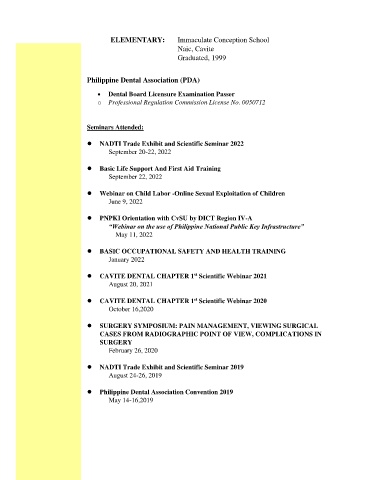 ELEMENTARY: Immaculate Conception School
Naic, Cavite
Graduated, 1999
Philippine Dental Association (PDA)
• Dental Board Licensure Examination Passer
o Professional Regulation Commission License No. 0050712
Seminars Attended:
● NADTI Trade Exhibit and Scientific Seminar 2022
September 20-22, 2022
● Basic Life Support And First Aid Training
September 22, 2022
● Webinar on Child Labor -Online Sexual Exploitation of Children
June 9, 2022
● PNPKI Orientation with CvSU by DICT Region IV-A
“Webinar on the use of Philippine National Public Key Infrastructure”
May 11, 2022
● BASIC OCCUPATIONAL SAFETY AND HEALTH TRAINING
January 2022
● CAVITE DENTAL CHAPTER 1st Scientific Webinar 2021
August 20, 2021
● CAVITE DENTAL CHAPTER 1st Scientific Webinar 2020
October 16,2020
● SURGERY SYMPOSIUM: PAIN MANAGEMENT, VIEWING SURGICAL
CASES FROM RADIOGRAPHIC POINT OF VIEW, COMPLICATIONS IN
SURGERY
February 26, 2020
● NADTI Trade Exhibit and Scientific Seminar 2019
August 24-26, 2019
● Philippine Dental Association Convention 2019
May 14-16,2019